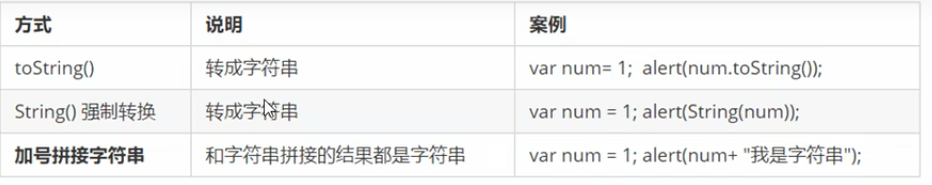 方式 说明 案例
toString() 转成字符串 var num= 1;  alert(num.toString());
String() 强制转换 转成字符串 var num = 1; alert(String(num));
加号拼接字符串 和字符串拼接的结果都是字符串 var num = 1; alert(num+ "我是字符串");